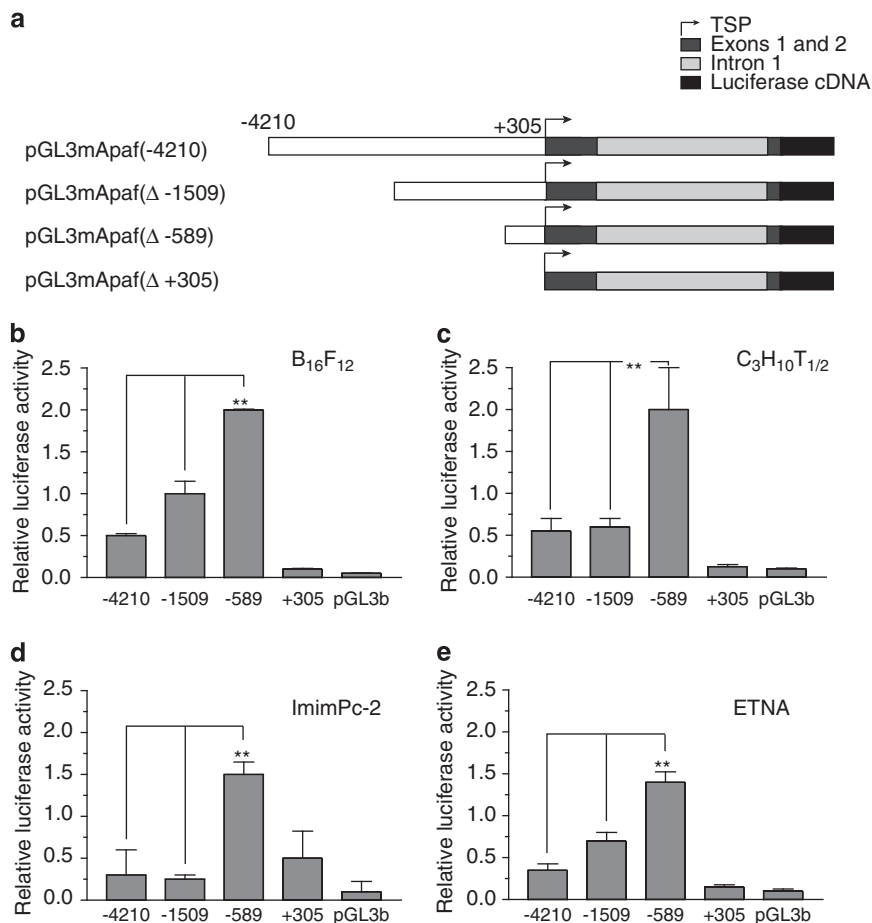 a
TSP
Exons 1 and 2
Intron 1
Luciferase cDNA
-4210
+305
pGL3mApaf(-4210)
pGL3mApaf(Δ -1509)
pGL3mApaf(Δ -589)
pGL3mApaf(Δ +305)
b
B16F12
Relative luciferase activity
2.5
2.0
1.5
1.0
0.5
0.0
**
-4210 -1509 -589 +305 pGL3b
c
C3H10T1/2
Relative luciferase activity
2.5
2.0
1.5
1.0
0.5
0.0
**
-4210 -1509 -589 +305 pGL3b
d
ImimPc-2
Relative luciferase activity
2.5
2.0
1.5
1.0
0.5
0.0
**
-4210 -1509 -589 +305 pGL3b
e
ETNA
Relative luciferase activity
2.5
2.0
1.5
1.0
0.5
0.0
**
-4210 -1509 -589 +305 pGL3b